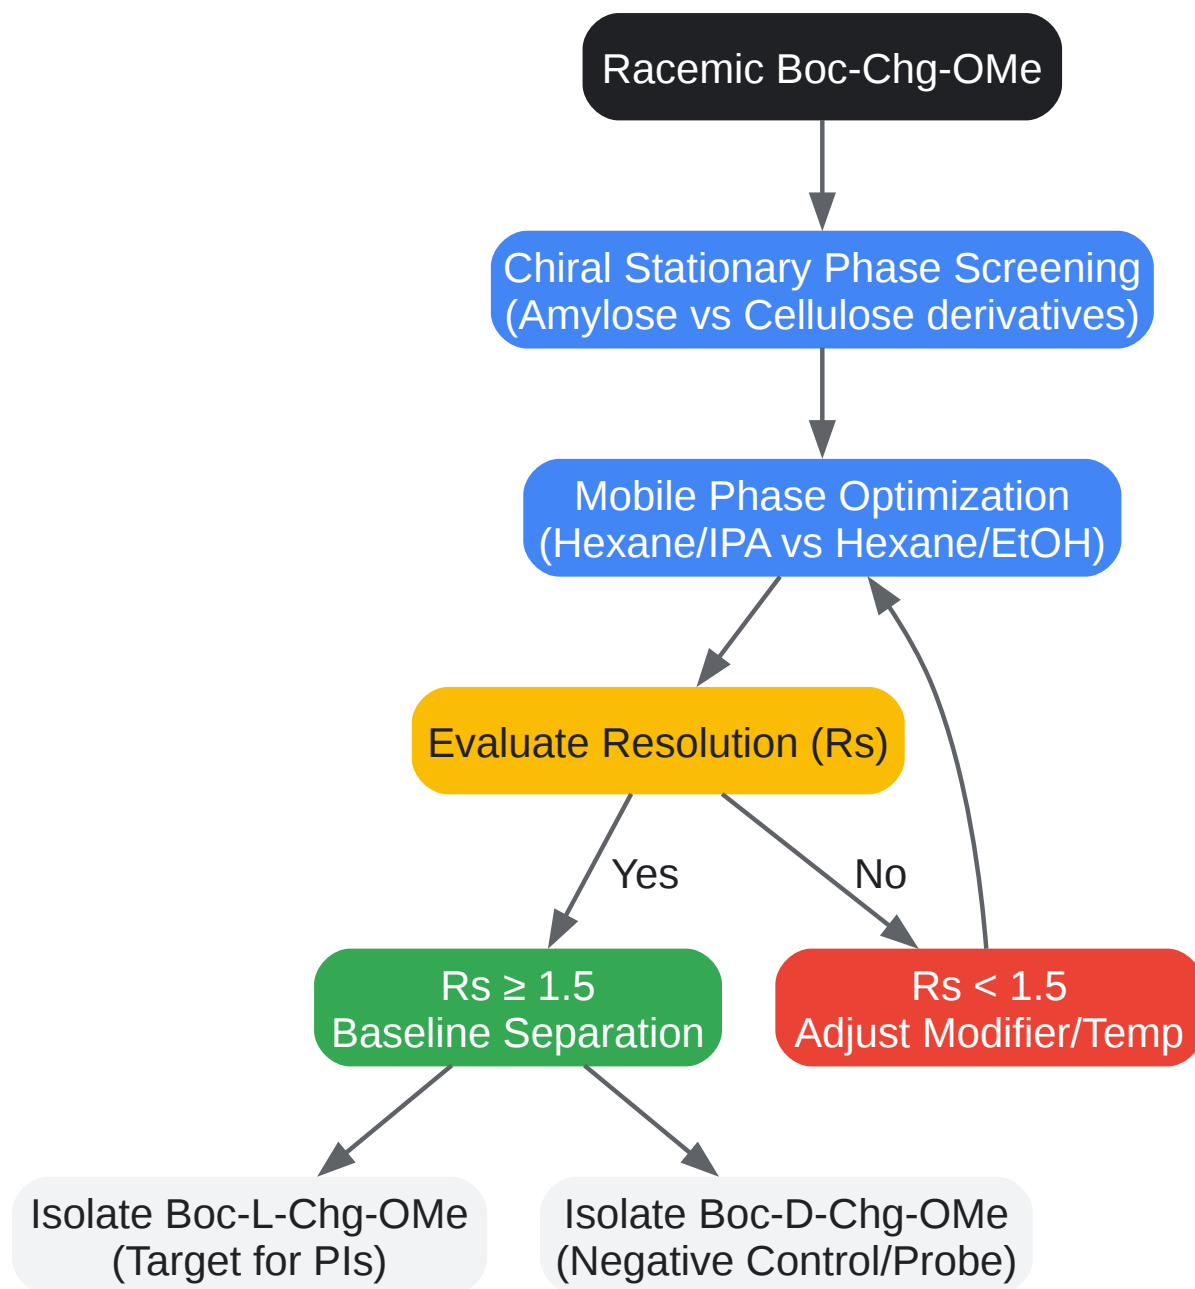 Racemic Boc-Chg-OMe
Chiral Stationary Phase Screening
(Amylose vs Cellulose derivatives)
Mobile Phase Optimization
(Hexane/IPA vs Hexane/EtOH)
Evaluate Resolution (Rs)
Yes
No
Rs ≥ 1.5
Baseline Separation
Rs < 1.5
Adjust Modifier/Temp
Isolate Boc-L-Chg-OMe
(Target for PIs)
Isolate Boc-D-Chg-OMe
(Negative Control/Probe)